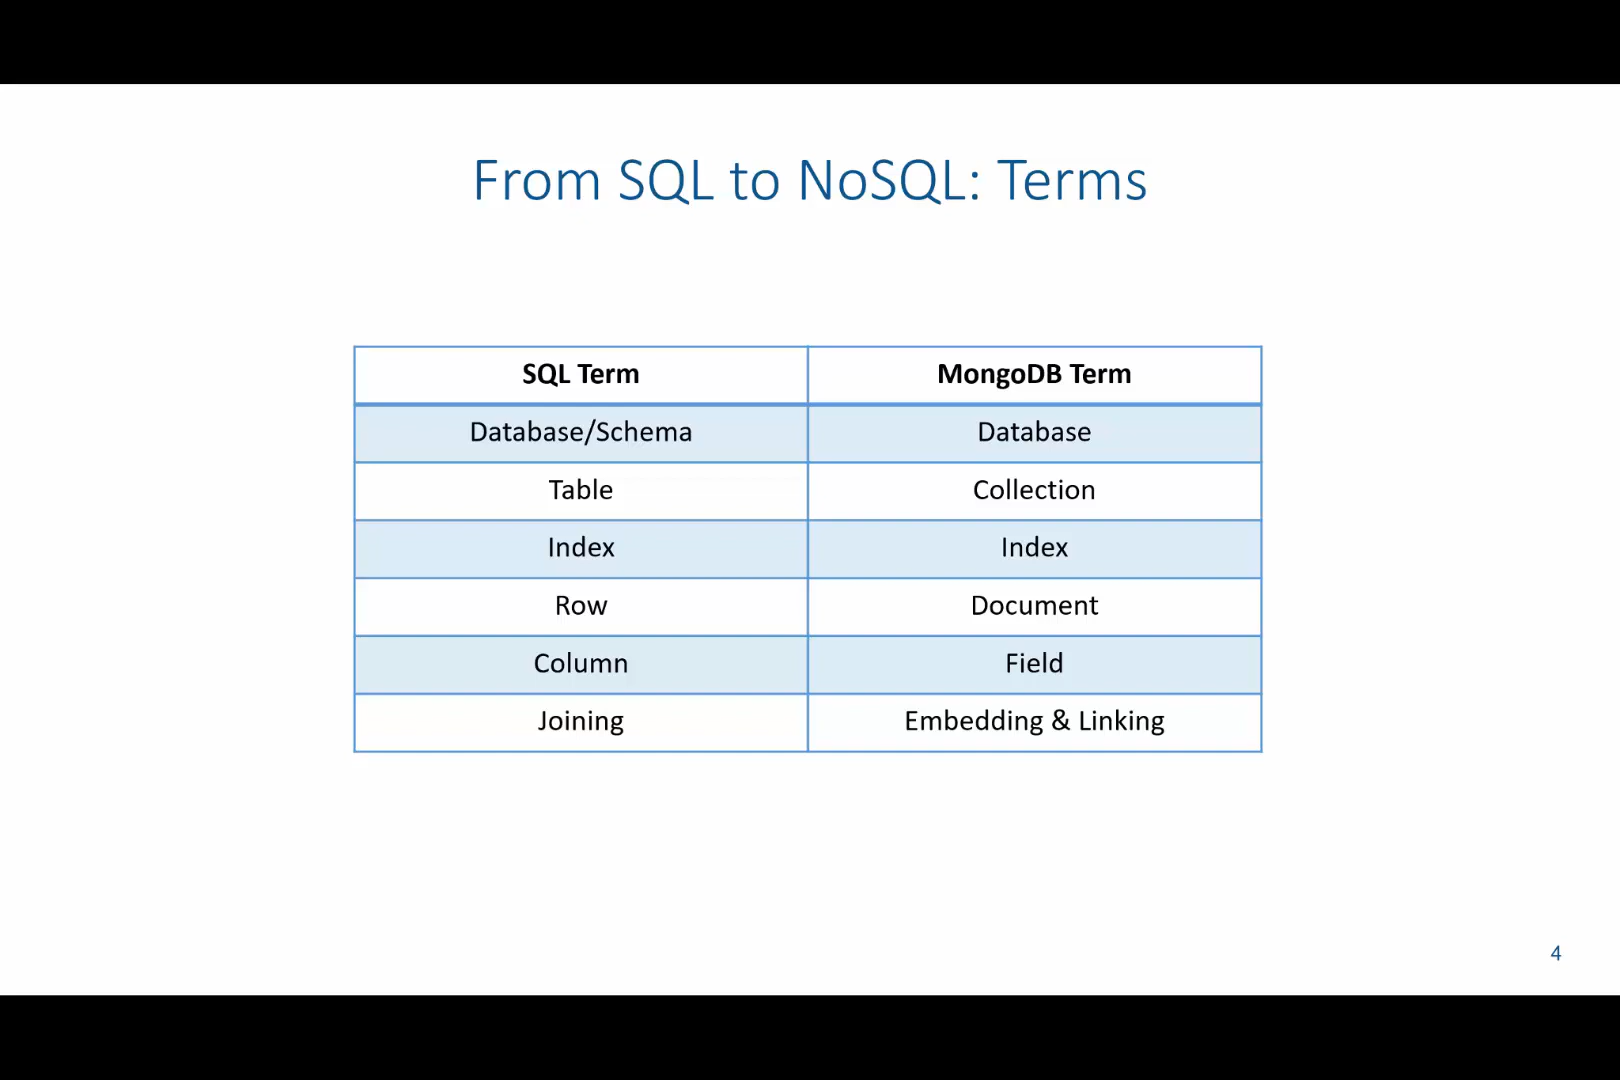 From SQL to NoSQL: Terms
SQL Term MongoDB Term
Database/Schema Database
Table Collection
Index Index
Row Document
Column Field
Joining Embedding & Linking
4